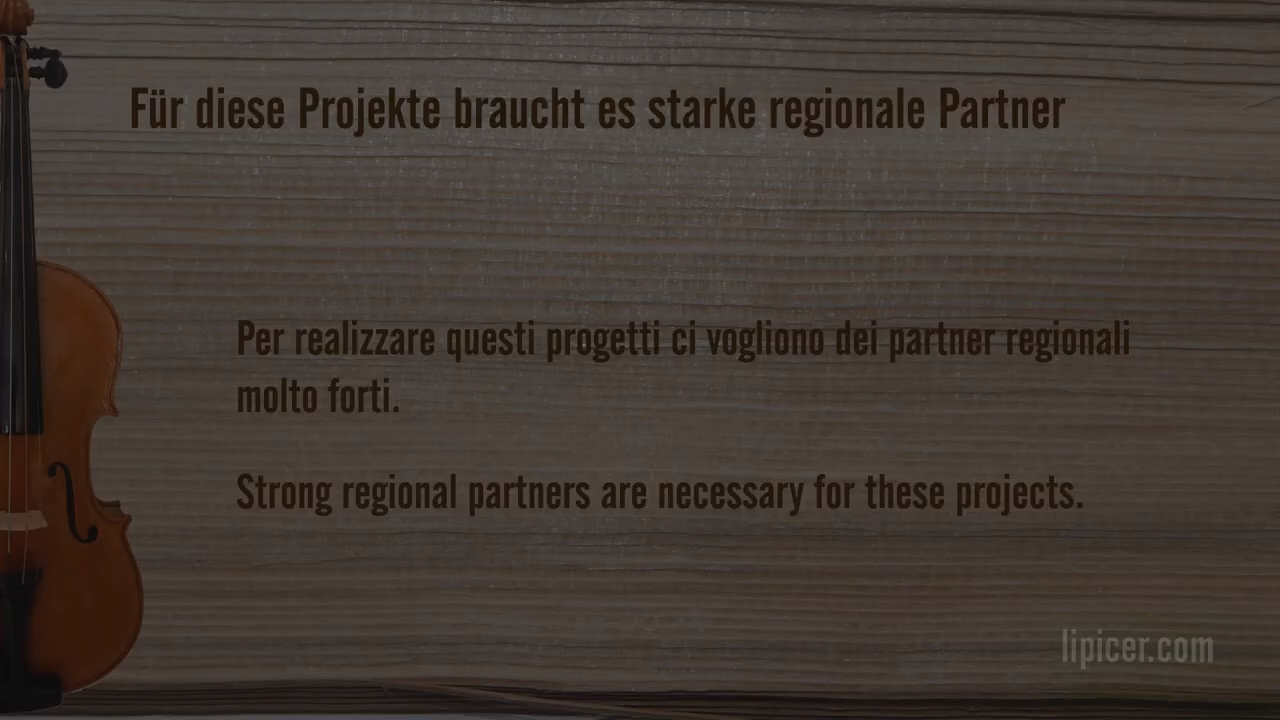 Für diese Projekte braucht es starke regionale Partner
Per realizzare questi progetti ci vogliono dei partner regionali
molto forti.
Strong regional partners are necessary for these projects.
lipicer.com